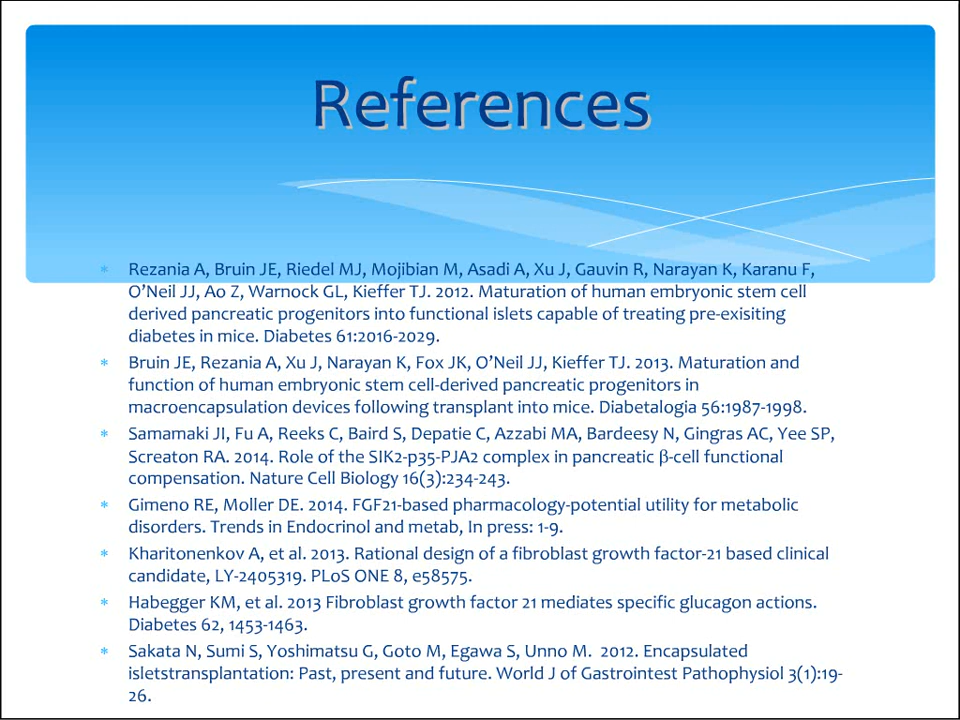 References
* Rezania A, Bruin JE, Riedel MJ, Mojibian M, Asadi A, Xu J, Gauvin R, Narayan K, Karanu F,
O’Neil JJ, Ao Z, Warnock GL, Kieffer TJ. 2012. Maturation of human embryonic stem cell
derived pancreatic progenitors into functional islets capable of treating pre-exisiting
diabetes in mice. Diabetes 61:2016-2029.
* Bruin JE, Rezania A, Xu J, Narayan K, Fox JK, O’Neil JJ, Kieffer TJ. 2013. Maturation and
function of human embryonic stem cell-derived pancreatic progenitors in
macroencapsulation devices following transplant into mice. Diabetalogia 56:1987-1998.
* Samamaki JI, Fu A, Reeks C, Baird S, Depatie C, Azzabi MA, Bardeesy N, Gingras AC, Yee SP,
Screaton RA. 2014. Role of the SIK2-p35-PJA2 complex in pancreatic β-cell functional
compensation. Nature Cell Biology 16(3):234-243.
* Gimeno RE, Moller DE. 2014. FGF21-based pharmacology-potential utility for metabolic
disorders. Trends in Endocrinol and metab, In press: 1-9.
* Kharitonenkov A, et al. 2013. Rational design of a fibroblast growth factor-21 based clinical
candidate, LY-2405319. PLoS ONE 8, e58575.
* Habegger KM, et al. 2013 Fibroblast growth factor 21 mediates specific glucagon actions.
Diabetes 62, 1453-1463.
* Sakata N, Sumi S, Yoshimatsu G, Goto M, Egawa S, Unno M.  2012. Encapsulated
isletstransplantation: Past, present and future. World J of Gastrointest Pathophysiol 3(1):19-
26.